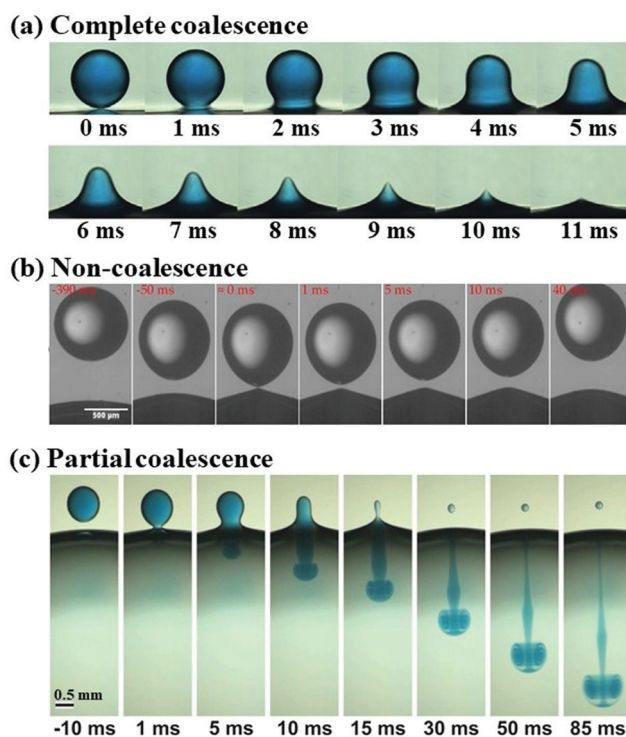 (a) Complete coalescence
0 ms 1 ms 2 ms 3 ms 4 ms 5 ms
6 ms 7 ms 8 ms 9 ms 10 ms 11 ms
(b) Non-coalescence
-390 ms -50 ms ≈0 ms 1 ms 5 ms 10 ms 40 ms
500 μm
(c) Partial coalescence
0.5 mm
-10 ms 1 ms 5 ms 10 ms 15 ms 30 ms 50 ms 85 ms